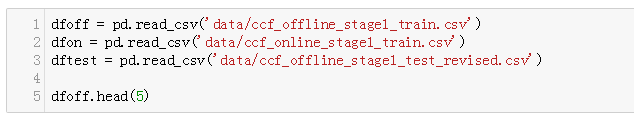 1 dfoff = pd.read_csv('data/ccf_offline_stage1_train.csv')
2 dfon = pd.read_csv('data/ccf_online_stage1_train.csv')
3 dftest = pd.read_csv('data/ccf_offline_stage1_test_revised.csv')
4
5 dfoff.head(5)